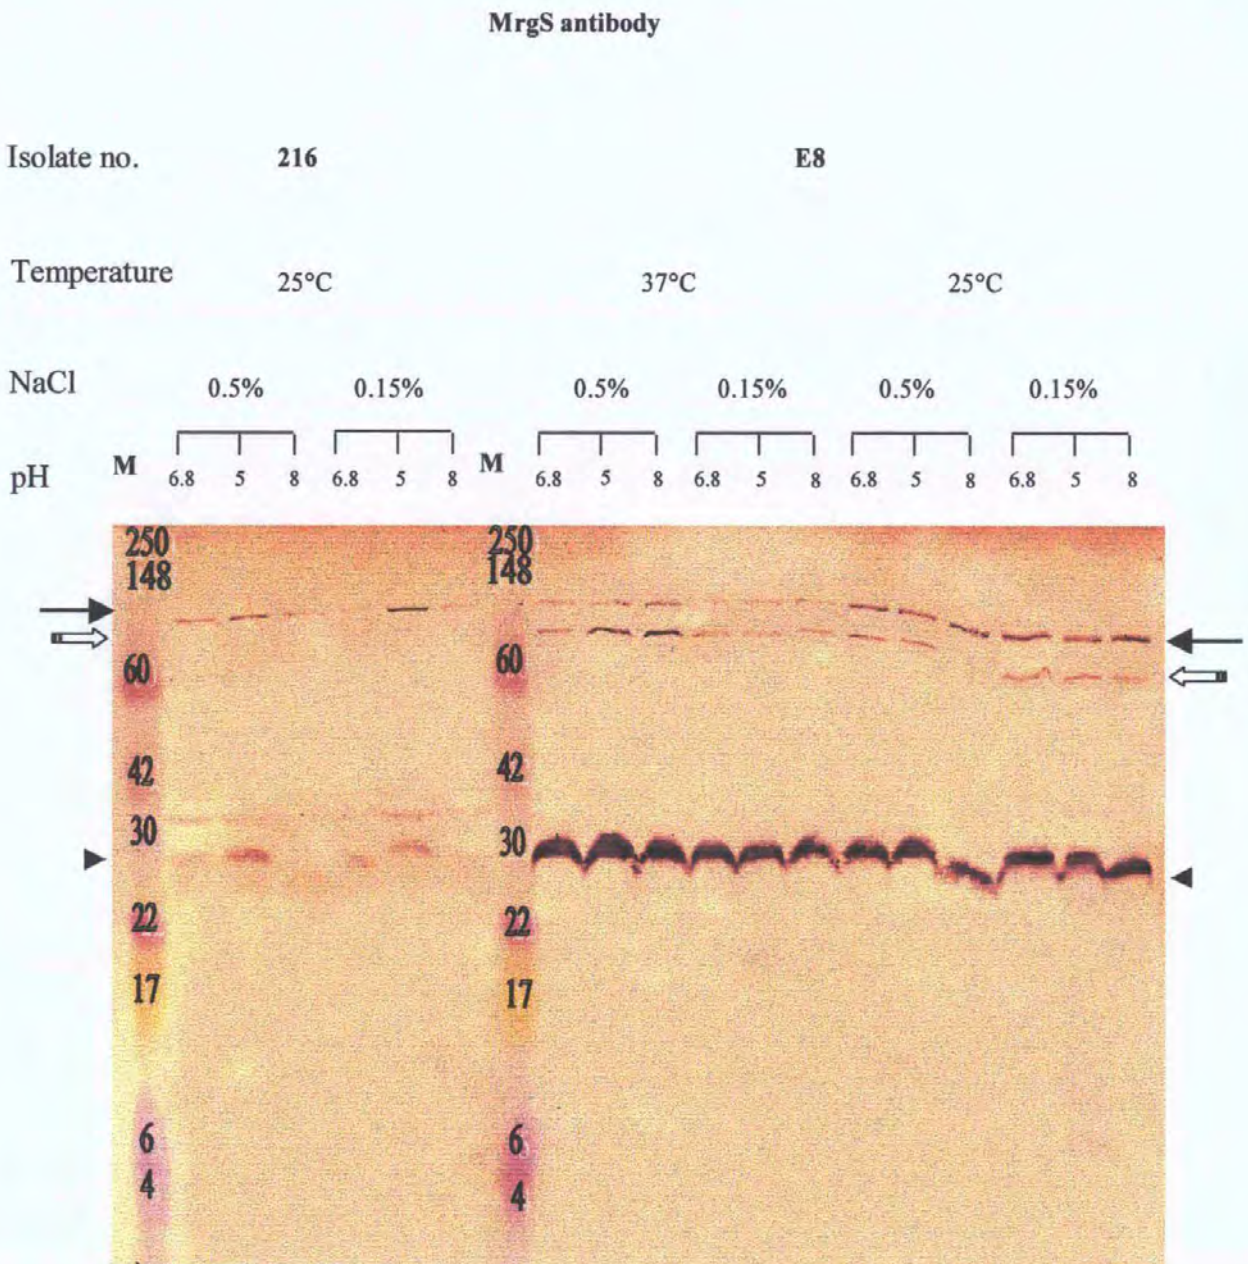 MrgS antibody
Isolate no. 216 E8
Temperature 25°C 37°C 25°C
NaCl 0.5% 0.15% 0.5% 0.15% 0.5% 0.15%
pH M 6.8 5 8 6.8 5 8 M 6.8 5 8 6.8 5 8 6.8 5 8 6.8 5 8
250 250
148 148
60 60
42 42
30 30
22 22
17 17
6 6
4 4